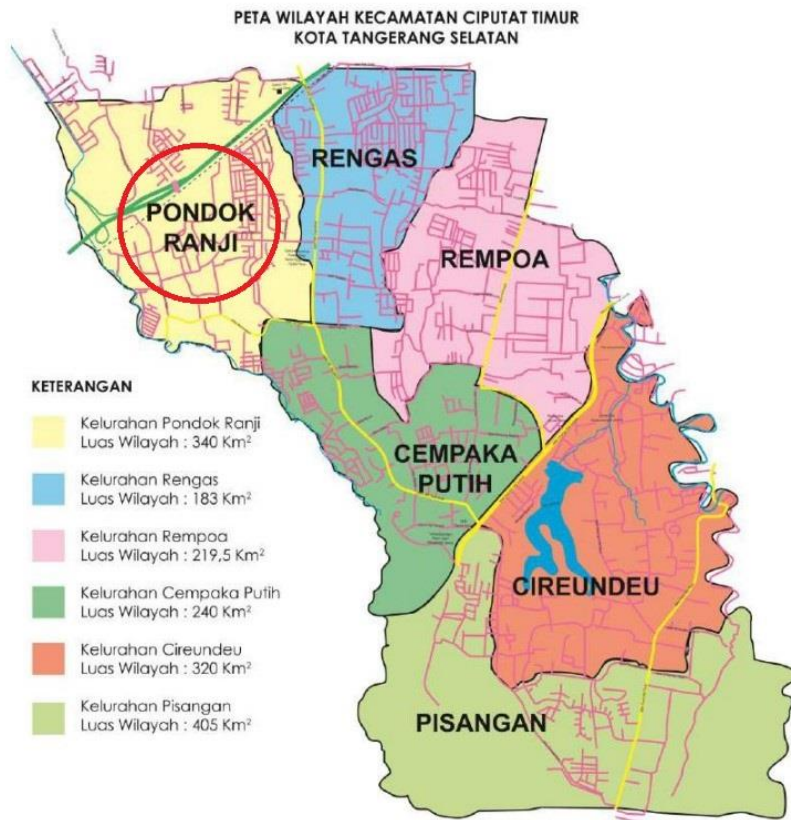 PETA WILAYAH KECAMATAN CIPUTAT TIMUR
KOTA TANGERANG SELATAN
RENGAS
PONDOK
RANJI
REMPOA
CEMPAKA
PUTIH
CIREUNDEU
PISANGAN
KETERANGAN
Kelurahan Pondok Ranji
Luas Wilayah : 340 Km²
Kelurahan Rengas
Luas Wilayah : 183 Km²
Kelurahan Rempoa
Luas Wilayah : 219,5 Km²
Kelurahan Cempaka Putih
Luas Wilayah : 240 Km²
Kelurahan Cireundeu
Luas Wilayah : 320 Km²
Kelurahan Pisangan
Luas Wilayah : 405 Km²